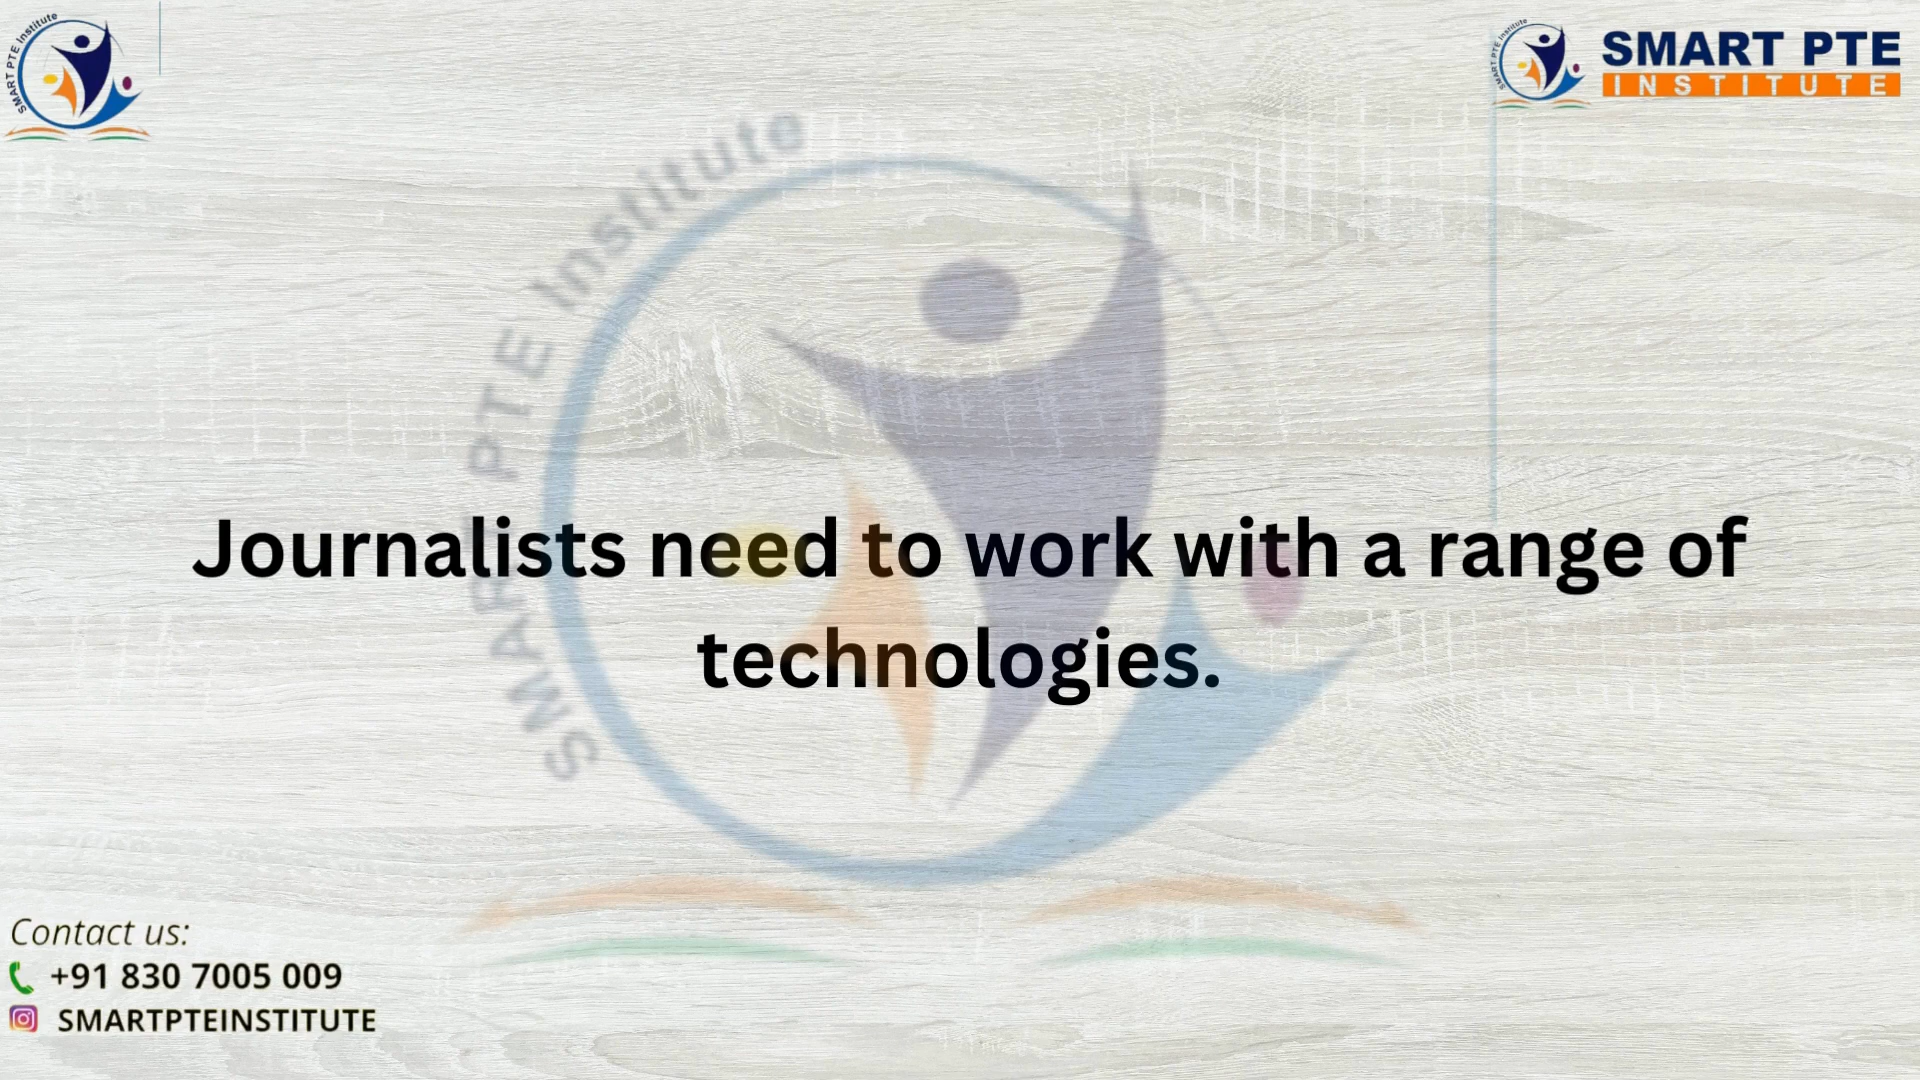 SMART PTE Institute
SMART PTE Institute
SMART PTE
INSTITUTE
SMART PTE Institute
Journalists need to work with a range of
technologies.
Contact us:
+91 830 7005 009
SMARTPTEINSTITUTE